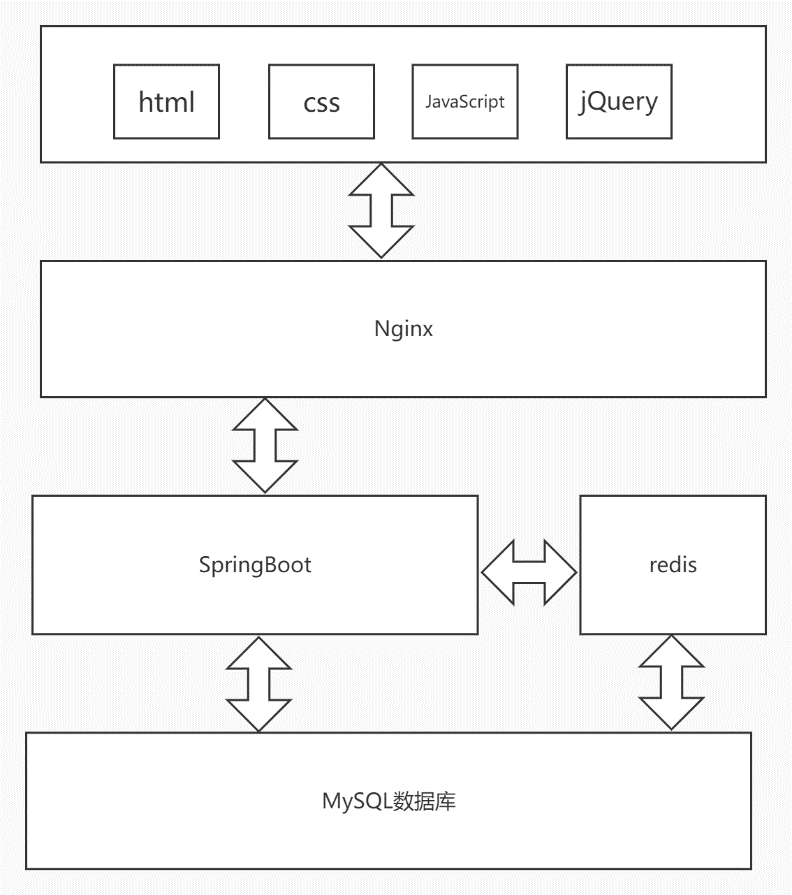 html
css
JavaScript
jQuery
Nginx
SpringBoot
redis
MySQL数据库